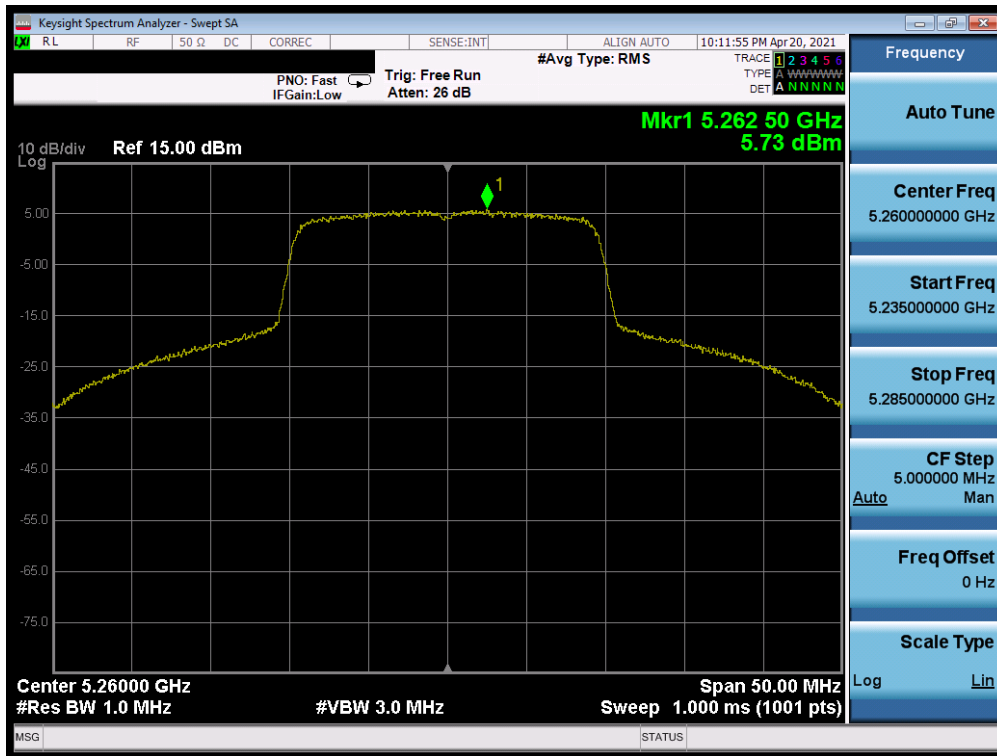 Keysight Spectrum Analyzer - Swept SA
LXI RL RF 50 Ω DC CORREC SENSE:INT ALIGN AUTO 10:11:55 PM Apr 20, 2021
#Avg Type: RMS TRACE 1 2 3 4 5 6
PNO: Fast Trig: Free Run TYPE A WWWWW
IFGain:Low Atten: 26 dB DET A N N N N N
Mkr1 5.262 50 GHz
5.73 dBm
10 dB/div Ref 15.00 dBm
Log
1
5.00
-5.00
-15.0
-25.0
-35.0
-45.0
-55.0
-65.0
-75.0
Center 5.26000 GHz Span 50.00 MHz
#Res BW 1.0 MHz #VBW 3.0 MHz Sweep 1.000 ms (1001 pts)
MSG STATUS
Frequency
Auto Tune
Center Freq
5.260000000 GHz
Start Freq
5.235000000 GHz
Stop Freq
5.285000000 GHz
CF Step
5.000000 MHz
Auto Man
Freq Offset
0 Hz
Scale Type
Log Lin